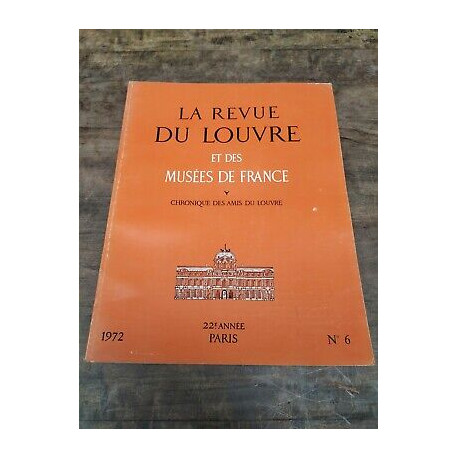 LA REVUE
DU LOUVRE
ET DES
MUSÉES DE FRANCE
CHRONIQUE DES AMIS DU LOUVRE
22ᵉ ANNÉE
1972 PARIS N° 6